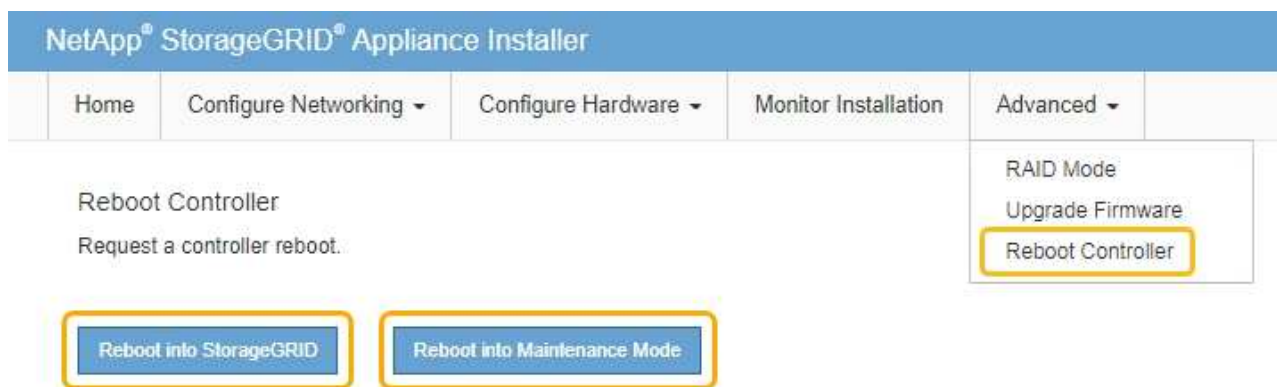 NetApp® StorageGRID® Appliance Installer
Home
Configure Networking
Configure Hardware
Monitor Installation
Advanced
RAID Mode
Upgrade Firmware
Reboot Controller
Reboot Controller
Request a controller reboot.
Reboot into StorageGRID
Reboot into Maintenance Mode